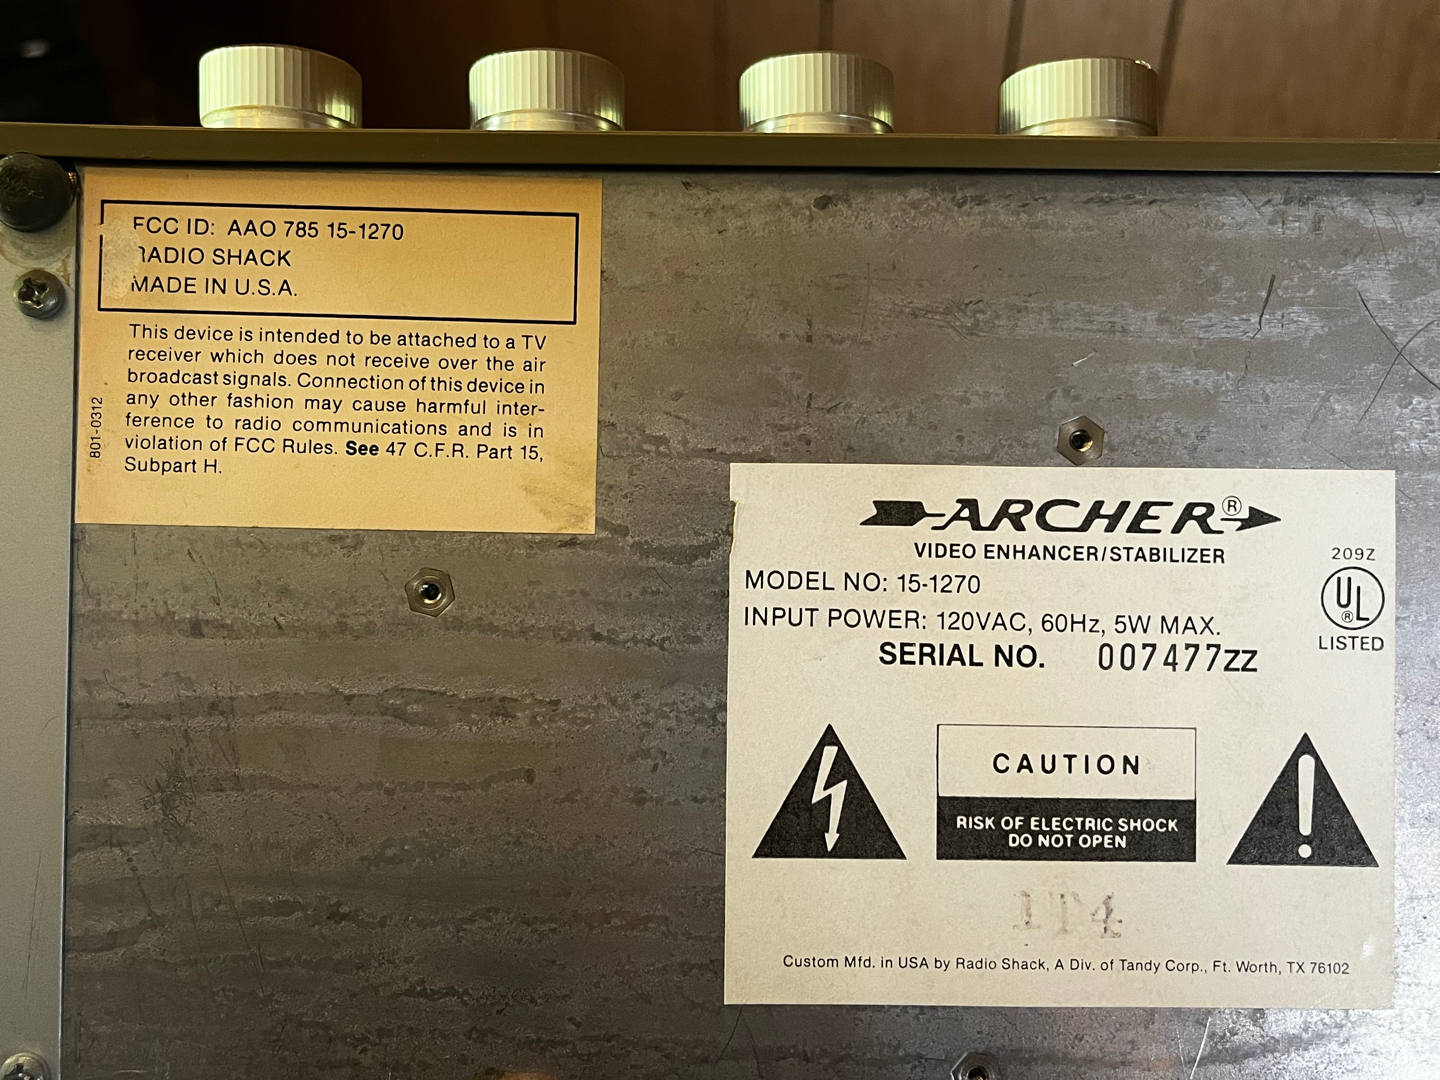 FCC ID: AAO 785 15-1270
RADIO SHACK
MADE IN U.S.A.
This device is intended to be attached to a TV
receiver which does not receive over the air
broadcast signals. Connection of this device in
any other fashion may cause harmful inter-
ference to radio communications and is in
violation of FCC Rules. See 47 C.F.R. Part 15,
Subpart H.
801-0312
ARCHER®
VIDEO ENHANCER/STABILIZER
MODEL NO: 15-1270
INPUT POWER: 120VAC, 60Hz, 5W MAX.
SERIAL NO. 007477ZZ
209Z
UL®
LISTED
CAUTION
RISK OF ELECTRIC SHOCK
DO NOT OPEN
1T4
Custom Mfd. in USA by Radio Shack, A Div. of Tandy Corp., Ft. Worth, TX 76102